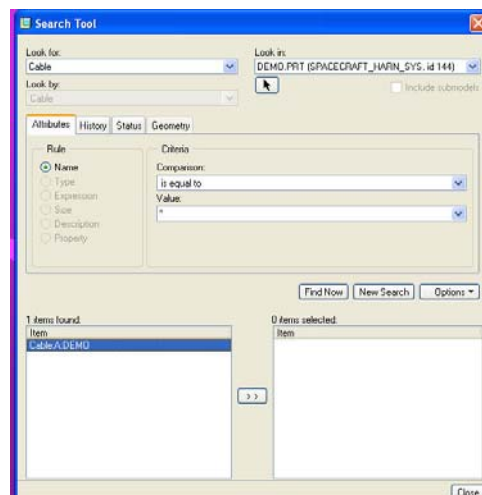 Search Tool
Look for: Look in:
Cable DEMO.PRT (SPACECRAFT_HARN_SYS. id 144)
Look by:
Cable Include submodels
Attributes History Status Geometry
Rule Criteria
Name Comparison:
Type is equal to
Expression Value:
Size *
Description
Property
Find Now New Search Options
1 items found: 0 items selected:
Item Item
Cable:A:DEMO
>>
Close